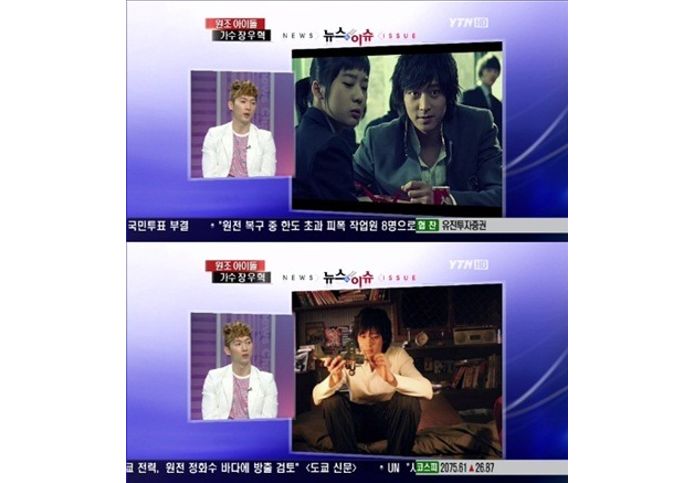 원조 아이돌
가수 장우혁
NEWS 뉴스&이슈 ISSUE
YTN HD
국민투표 부결 • "원전 복구 중 한도 초과 피폭 작업원 8명으로
협찬 유진투자증권
원조 아이돌
가수 장우혁
NEWS 뉴스&이슈 ISSUE
YTN HD
쿄 전력, 원전 정화수 바다에 방출 검토" <도쿄 신문> • UN "시
코스피 2075.61 ▲ 26.87